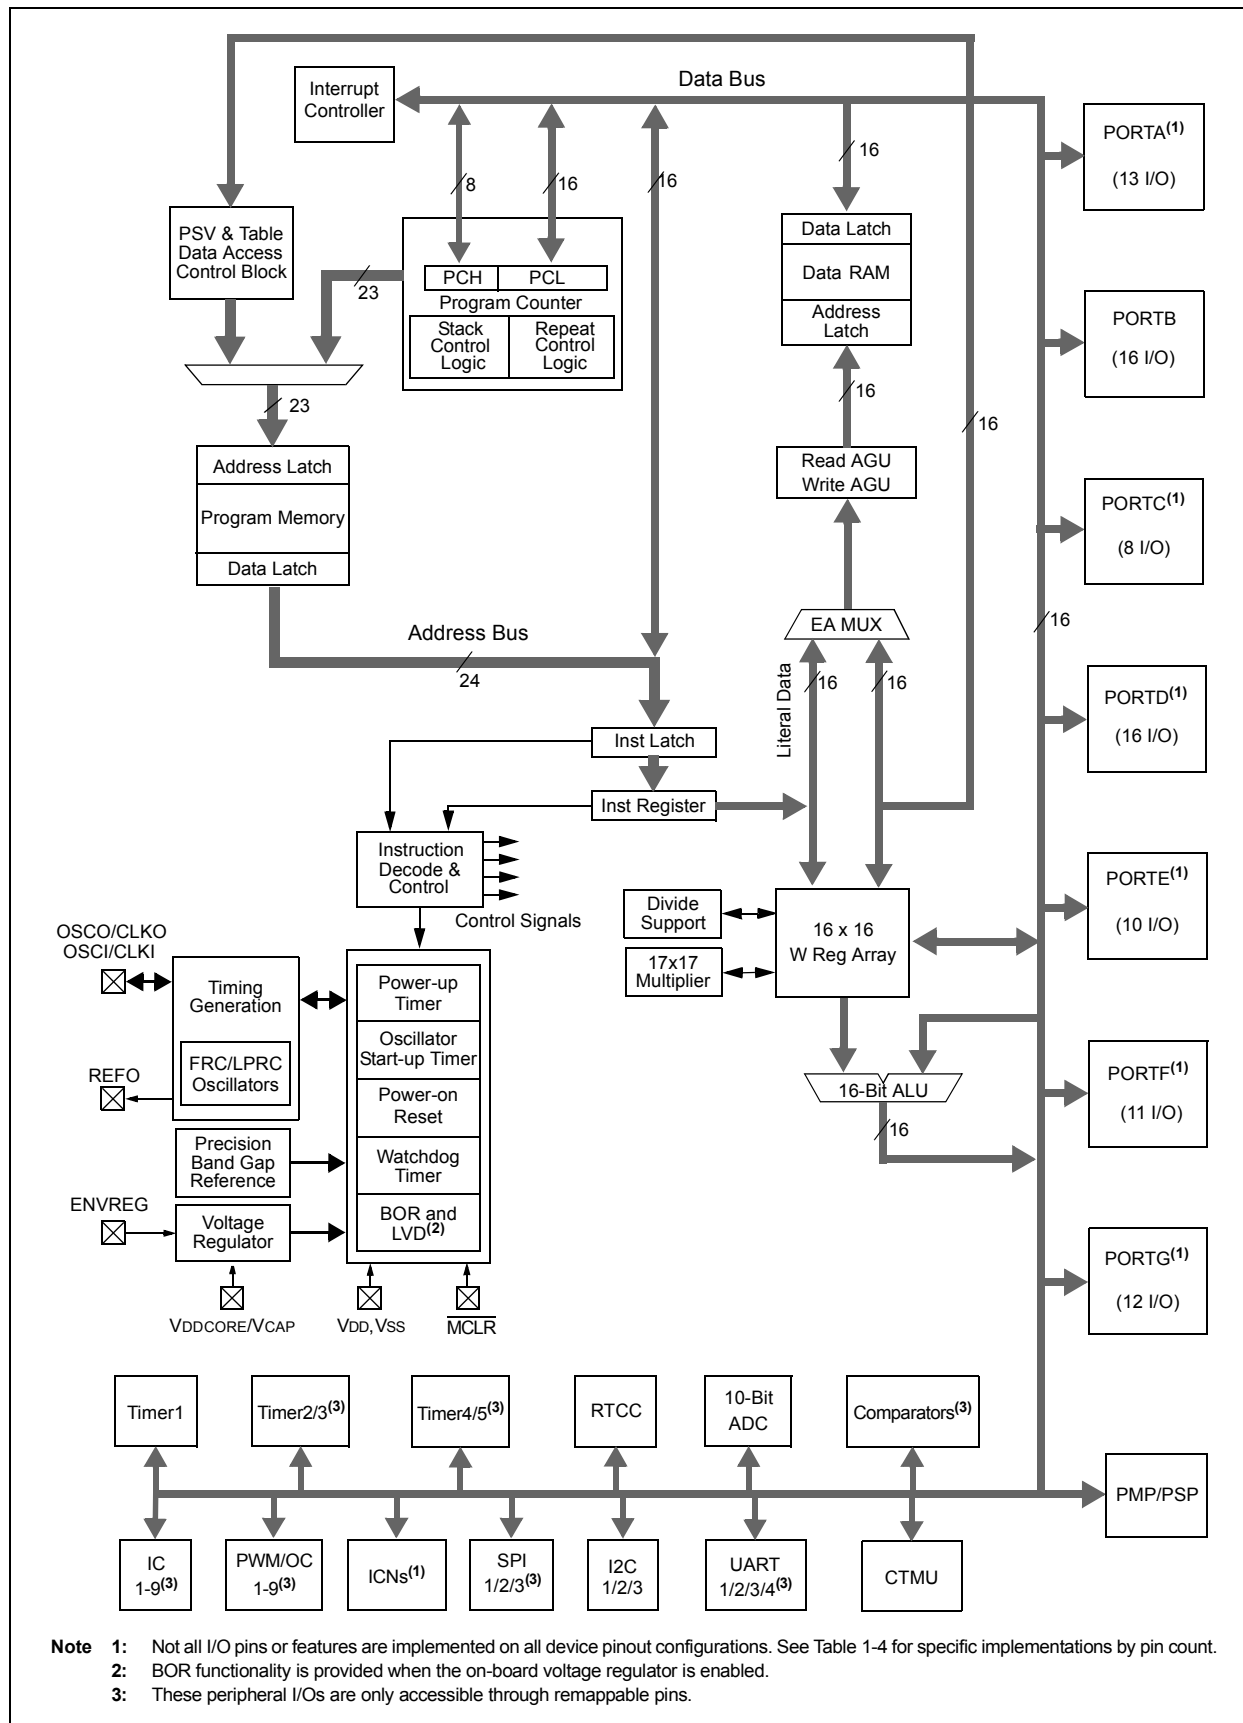 Data Bus
Interrupt
Controller
PORTA(1)
(13 I/O)
16
8
16
16
PSV & Table
Data Access
Control Block
Data Latch
Data RAM
Address
Latch
PCH
PCL
Program Counter
23
Stack
Control
Logic
Repeat
Control
Logic
PORTB
(16 I/O)
23
16
16
Address Latch
Program Memory
Data Latch
Read AGU
Write AGU
PORTC(1)
(8 I/O)
EA MUX
16
Address Bus
24
Literal Data
16
16
PORTD(1)
(16 I/O)
Inst Latch
Inst Register
Instruction
Decode &
Control
Control Signals
Divide
Support
17x17
Multiplier
16 x 16
W Reg Array
PORTE(1)
(10 I/O)
OSCO/CLKO
OSCI/CLKI
Timing
Generation
FRC/LPRC
Oscillators
REFO
Power-up
Timer
Oscillator
Start-up Timer
Power-on
Reset
Watchdog
Timer
BOR and
LVD(2)
16-Bit ALU
16
PORTF(1)
(11 I/O)
Precision
Band Gap
Reference
ENVREG
Voltage
Regulator
PORTG(1)
(12 I/O)
VDDCORE/VCAP
VDD, VSS
MCLR
Timer1
Timer2/3(3)
Timer4/5(3)
RTCC
10-Bit
ADC
Comparators(3)
PMP/PSP
IC
1-9(3)
PWM/OC
1-9(3)
ICNs(1)
SPI
1/2/3(3)
I2C
1/2/3
UART
1/2/3/4(3)
CTMU
Note 1: Not all I/O pins or features are implemented on all device pinout configurations. See Table 1-4 for specific implementations by pin count.
2: BOR functionality is provided when the on-board voltage regulator is enabled.
3: These peripheral I/Os are only accessible through remappable pins.